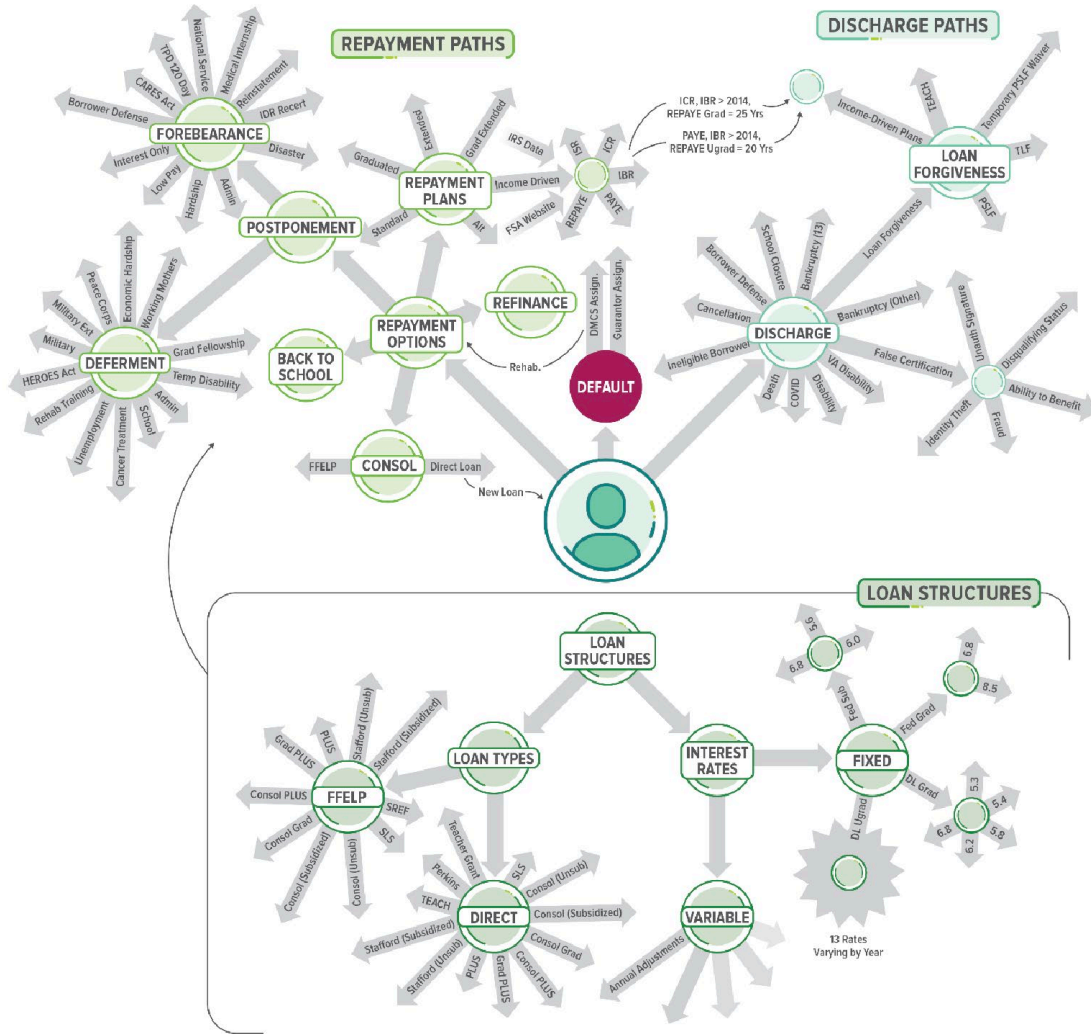 REPAYMENT PATHS
DISCHARGE PATHS
National Service
Medical Internship
TPD 120 Day
Reinstatement
CARES Act
IDR Recert
Borrower Defense
FOREBEARANCE
Disaster
Interest Only
Low Pay
Hardship
Admin
POSTPONEMENT
Extended
Grad Extended
Graduated
REPAYMENT
PLANS
Income Driven
Standard
Alt
IRS Data
FSA Website
ISR
ICR
IBR
PAYE
REPAYE
ICR, IBR > 2014,
REPAYE Grad = 25 Yrs
PAYE, IBR > 2014,
REPAYE Ugrad = 20 Yrs
TEACH
Temporary PSLF Waiver
Income-Driven Plans
LOAN
FORGIVENESS
TLF
PSLF
Loan Forgiveness
Economic Hardship
Working Mothers
Peace Corps
Military Ext
Military
Grad Fellowship
DEFERMENT
HEROES Act
Temp Disability
Rehab Training
Admin
School
Unemployment
Cancer Treatment
REPAYMENT
OPTIONS
REFINANCE
BACK TO
SCHOOL
DMCS Assign.
Guarantor Assign.
Rehab.
DEFAULT
School Closure
Bankruptcy (13)
Borrower Defense
Bankruptcy (Other)
Cancellation
DISCHARGE
Ineligible Borrower
False Certification
VA Disability
Death
COVID
Disability
Unauth Signature
Disqualifying Status
Ability to Benefit
Identity Theft
Fraud
FFELP
CONSOL
Direct Loan
New Loan
LOAN STRUCTURES
LOAN
STRUCTURES
5.6
6.0
6.8
6.8
8.5
Fed Sub
Fed Grad
LOAN TYPES
INTEREST
RATES
FIXED
DL Grad
DL Ugrad
5.3
5.4
6.8
5.8
6.2
Stafford (Unsub)
Stafford (Subsidized)
PLUS
Grad PLUS
Consol PLUS
FFELP
SREF
Consol Grad
SLS
Consol (Subsidized)
Consol (Unsub)
Teacher Grant
SLS
Consol (Unsub)
Perkins
TEACH
Consol (Subsidized)
DIRECT
Stafford (Subsidized)
Consol Grad
Stafford (Unsub)
PLUS
Grad PLUS
Consol PLUS
VARIABLE
Annual Adjustments
13 Rates
Varying by Year